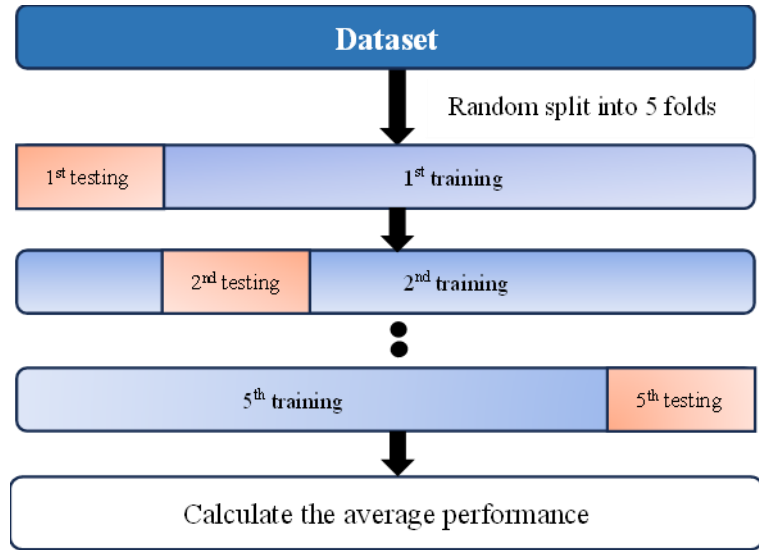 Dataset
Random split into 5 folds
1st testing
1st training
2nd testing
2nd training
5th training
5th testing
Calculate the average performance